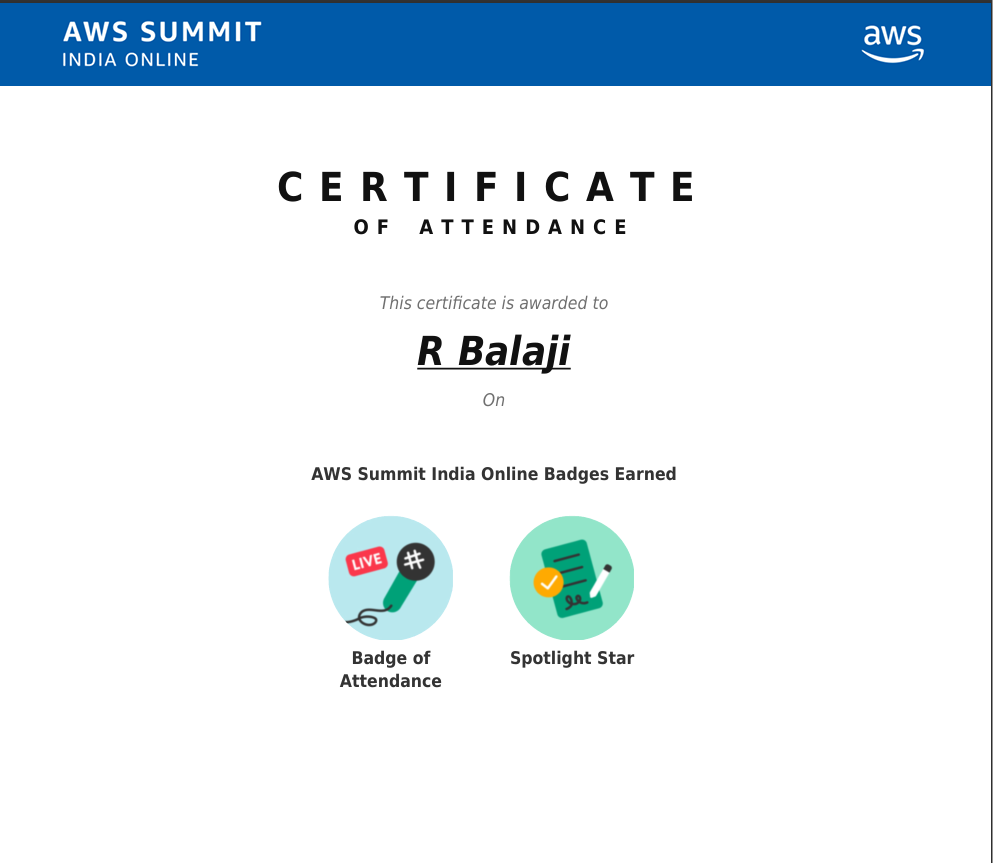 AWS SUMMIT
INDIA ONLINE
aws
CERTIFICATE
OF ATTENDANCE
This certificate is awarded to
R Balaji
On
AWS Summit India Online Badges Earned
LIVE
#
Badge of
Attendance
Spotlight Star